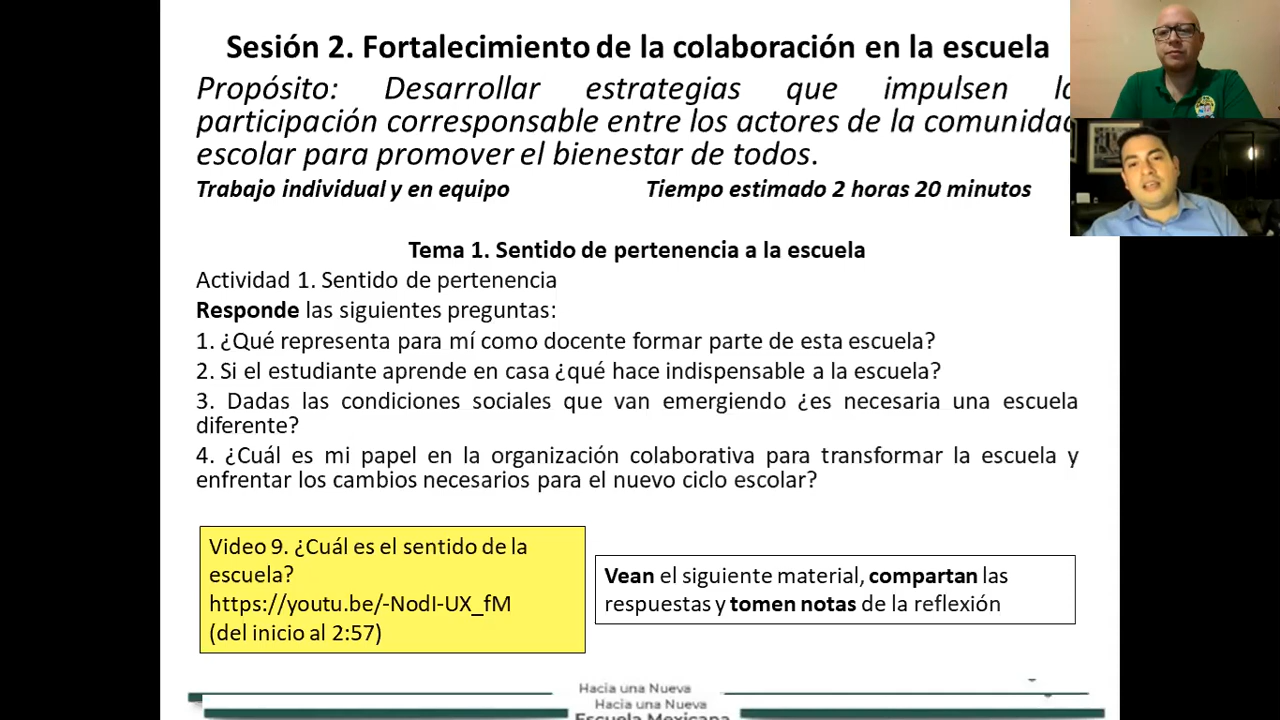 Sesión 2. Fortalecimiento de la colaboración en la escuela
Propósito: Desarrollar estrategias que impulsen la
participación corresponsable entre los actores de la comunidad
escolar para promover el bienestar de todos.
Trabajo individual y en equipo Tiempo estimado 2 horas 20 minutos
Tema 1. Sentido de pertenencia a la escuela
Actividad 1. Sentido de pertenencia
Responde las siguientes preguntas:
1. ¿Qué representa para mí como docente formar parte de esta escuela?
2. Si el estudiante aprende en casa ¿qué hace indispensable a la escuela?
3. Dadas las condiciones sociales que van emergiendo ¿es necesaria una escuela
diferente?
4. ¿Cuál es mi papel en la organización colaborativa para transformar la escuela y
enfrentar los cambios necesarios para el nuevo ciclo escolar?
Video 9. ¿Cuál es el sentido de la
escuela?
https://youtu.be/-NodI-UX_fM
(del inicio al 2:57)
Vean el siguiente material, compartan las
respuestas y tomen notas de la reflexión
Hacia una Nueva
Hacia una Nueva
Escuela Mexicana